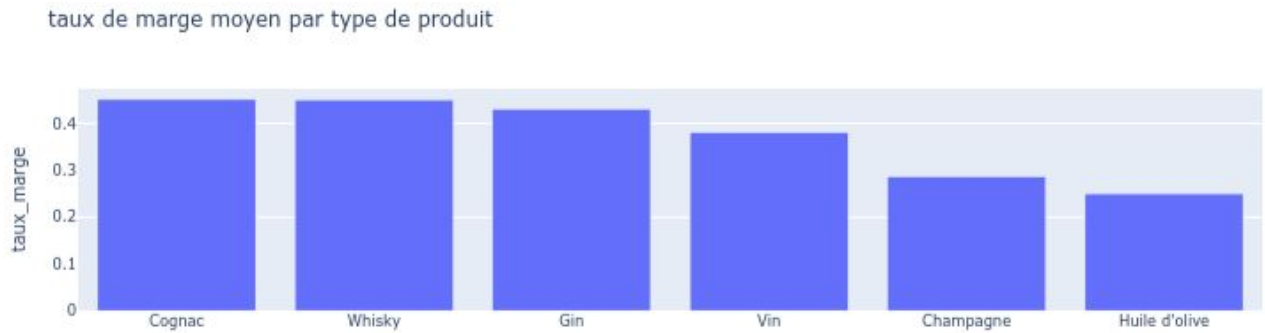 taux de marge moyen par type de produit
taux_marge
0.4
0.3
0.2
0.1
0
Cognac Whisky Gin Vin Champagne Huile d'olive